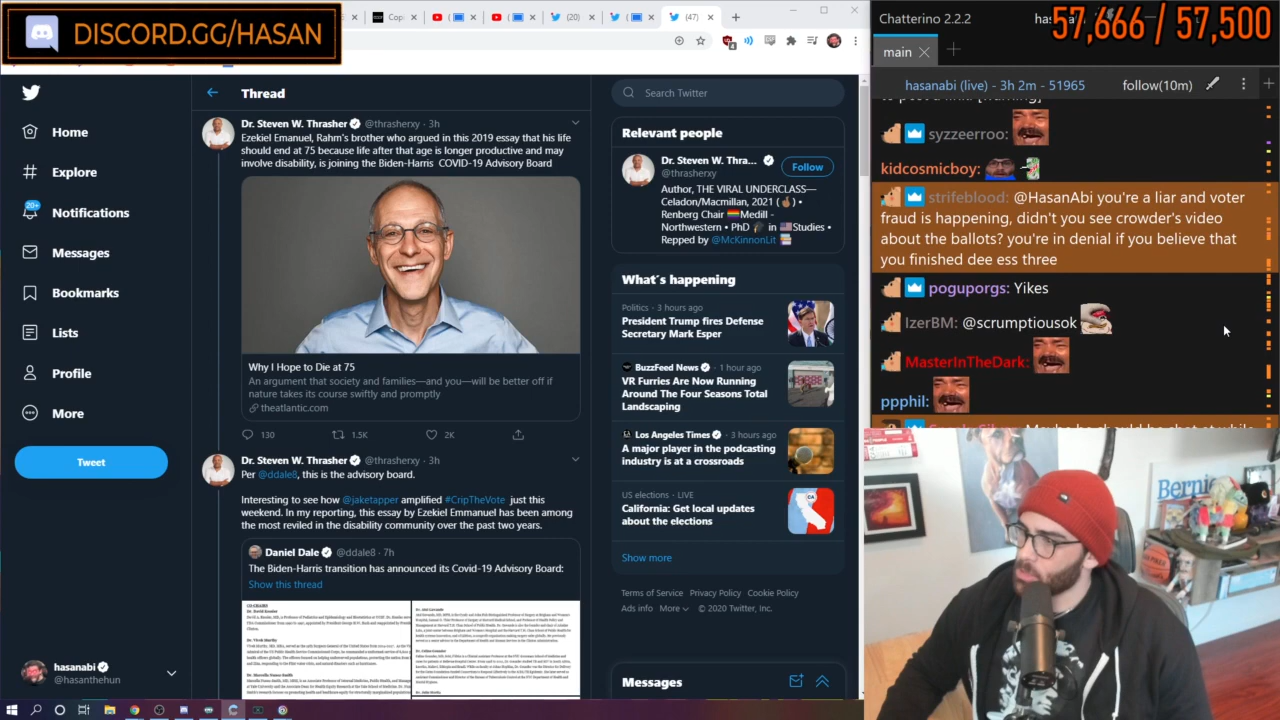 DISCORD.GG/HASAN
Cop
(20)
(47)
4
Chatterino 2.2.2
57,666 / 57,500
main
hasanabi (live) - 3h 2m - 51965
follow(10m)
Thread
Search Twitter
Home
Explore
20+
Notifications
Messages
Bookmarks
Lists
Profile
More
Tweet
hasanabi
@hasanthehun
Dr. Steven W. Thrasher @thrasherxy · 3h
Ezekiel Emanuel, Rahm's brother who argued in this 2019 essay that his life
should end at 75 because life after that age is longer productive and may
involve disability, is joining the Biden-Harris COVID-19 Advisory Board
Why I Hope to Die at 75
An argument that society and families—and you—will be better off if
nature takes its course swiftly and promptly
theatlantic.com
130
1.5K
2K
Dr. Steven W. Thrasher @thrasherxy · 3h
Per @ddale8, this is the advisory board.
Interesting to see how @jaketapper amplified #CripTheVote just this
weekend. In my reporting, this essay by Ezekiel Emmanuel has been among
the most reviled in the disability community over the past two years.
Daniel Dale @ddale8 · 7h
The Biden-Harris transition has announced its Covid-19 Advisory Board:
Show this thread
CO-CHAIRS
Relevant people
Dr. Steven W. Thra...
@thrasherxy
Follow
Author, THE VIRAL UNDERCLASS—
Celadon/Macmillan, 2021 (✍🏾) •
Renberg Chair 🏳️‍🌈Medill -
Northwestern • PhD 🎓 in 🇺🇸Studies •
Repped by @McKinnonLit
What's happening
Politics · 3 hours ago
President Trump fires Defense
Secretary Mark Esper
BuzzFeed News · 1 hour ago
VR Furries Are Now Running
Around The Four Seasons Total
Landscaping
Los Angeles Times · 3 hours ago
A major player in the podcasting
industry is at a crossroads
US elections · LIVE
California: Get local updates
about the elections
Show more
Terms of Service Privacy Policy Cookie Policy
Ads info More © 2020 Twitter, Inc.
Messages
syzzeerroo:
kidcosmicboy:
strifeblood: @HasanAbi you're a liar and voter
fraud is happening, didn't you see crowder's video
about the ballots? you're in denial if you believe that
you finished dee ess three
poguporgs: Yikes
IzerBM: @scrumptiousok
MasterInTheDark:
ppphil:
Bernie